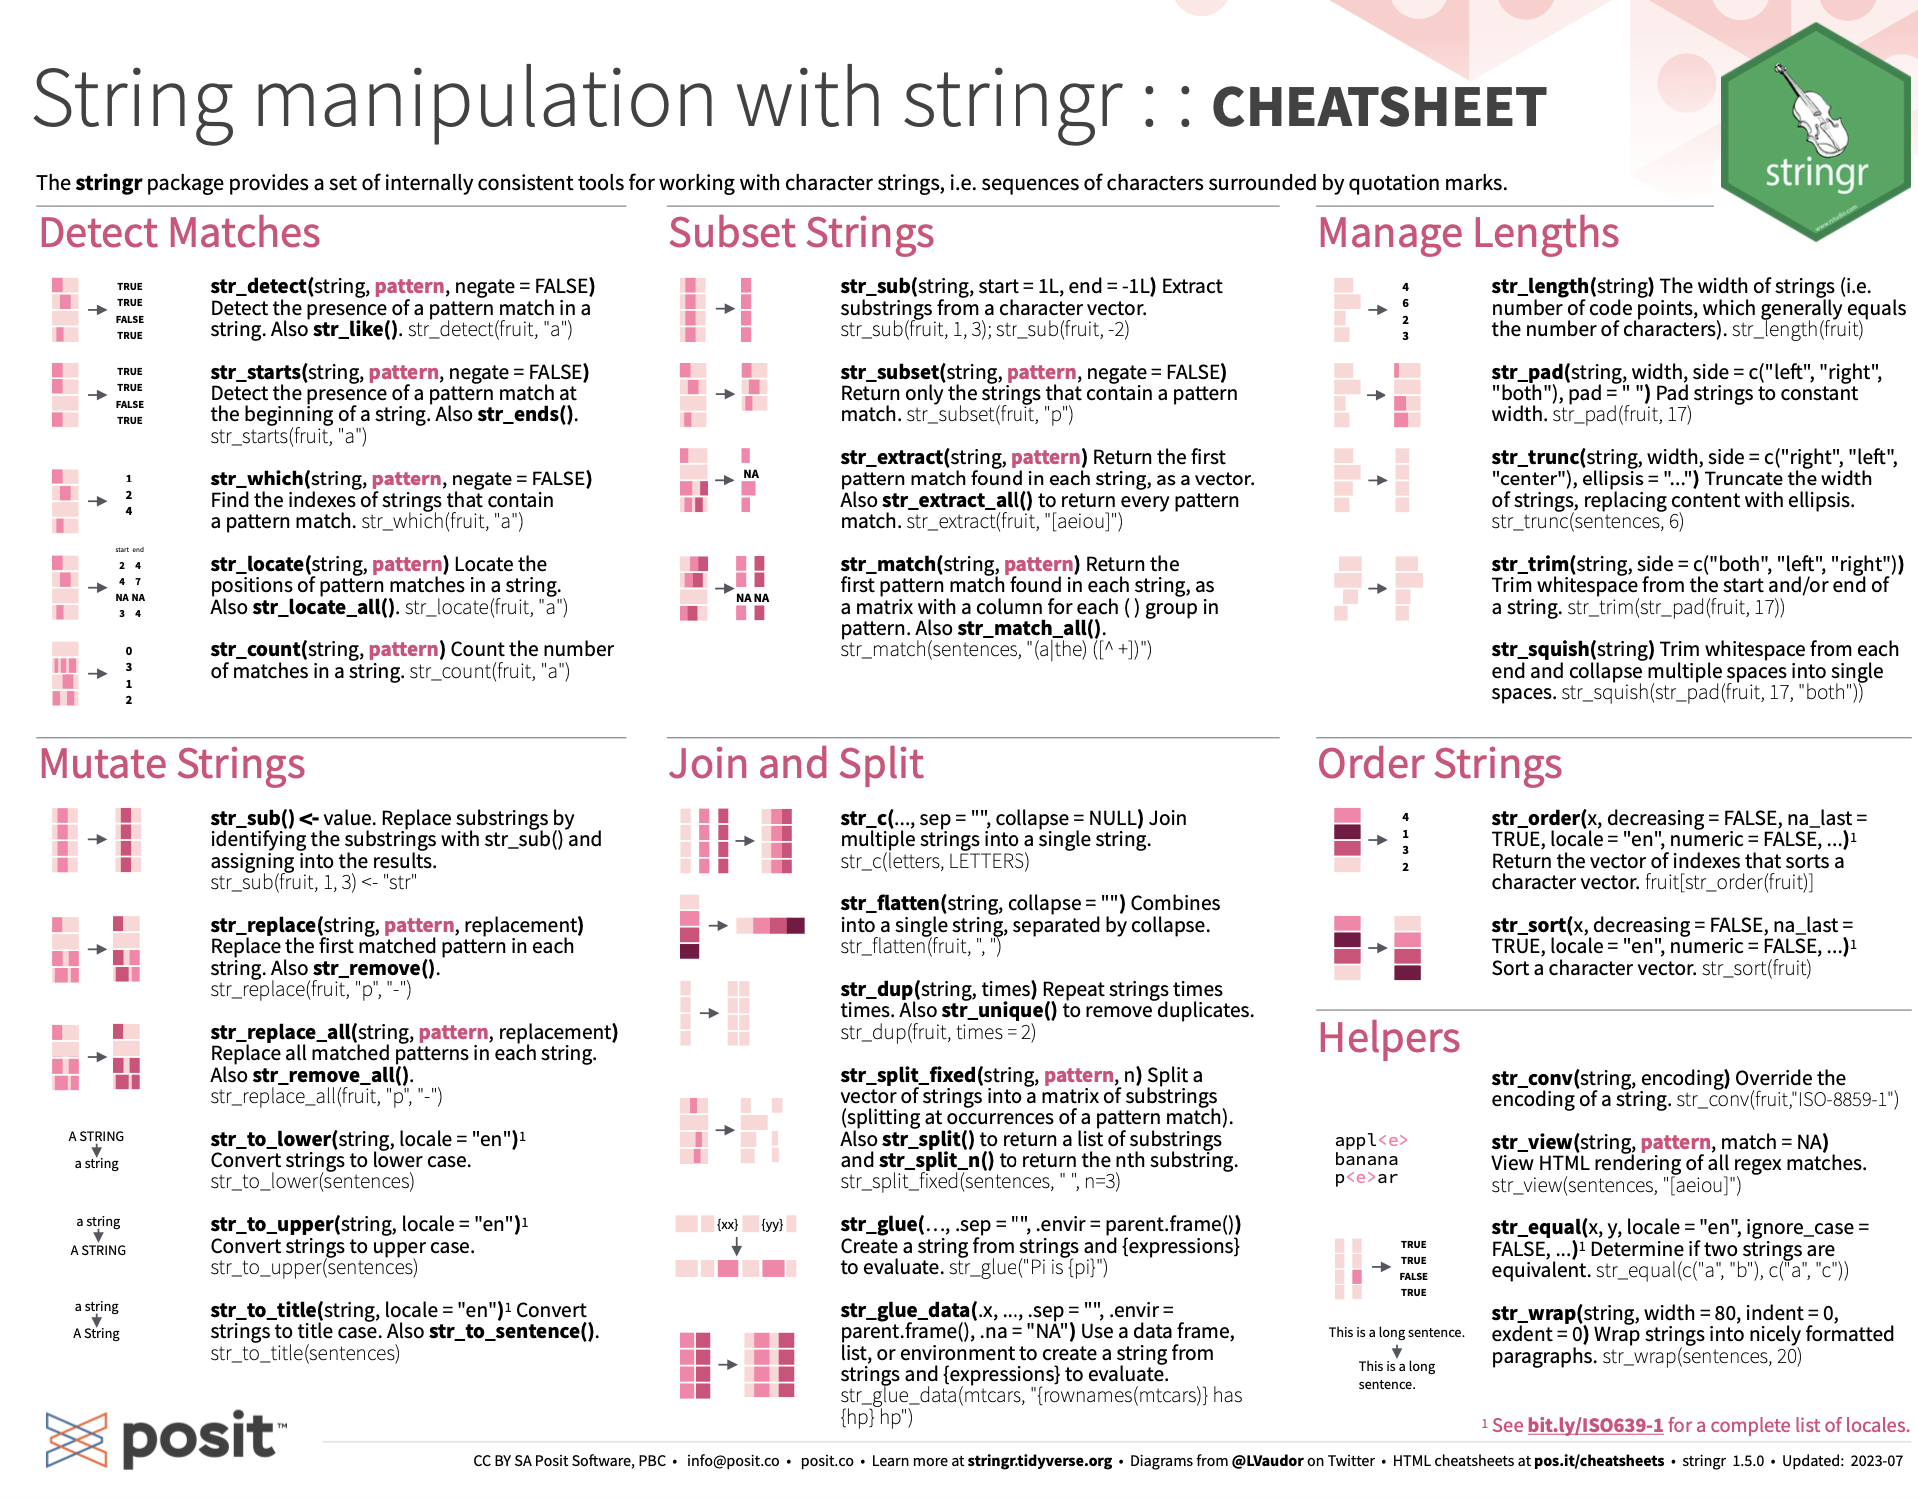 String manipulation with stringr : : CHEATSHEET
stringr
www.rstudio.com
The stringr package provides a set of internally consistent tools for working with character strings, i.e. sequences of characters surrounded by quotation marks.
Detect Matches
TRUE
TRUE
FALSE
TRUE
str_detect(string, pattern, negate = FALSE)
Detect the presence of a pattern match in a
string. Also str_like(). str_detect(fruit, "a")
TRUE
TRUE
FALSE
TRUE
str_starts(string, pattern, negate = FALSE)
Detect the presence of a pattern match at
the beginning of a string. Also str_ends().
str_starts(fruit, "a")
1
2
4
str_which(string, pattern, negate = FALSE)
Find the indexes of strings that contain
a pattern match. str_which(fruit, "a")
start end
2 4
4 7
NA NA
3 4
str_locate(string, pattern) Locate the
positions of pattern matches in a string.
Also str_locate_all(). str_locate(fruit, "a")
0
3
1
2
str_count(string, pattern) Count the number
of matches in a string. str_count(fruit, "a")
Subset Strings
str_sub(string, start = 1L, end = -1L) Extract
substrings from a character vector.
str_sub(fruit, 1, 3); str_sub(fruit, -2)
str_subset(string, pattern, negate = FALSE)
Return only the strings that contain a pattern
match. str_subset(fruit, "p")
NA
str_extract(string, pattern) Return the first
pattern match found in each string, as a vector.
Also str_extract_all() to return every pattern
match. str_extract(fruit, "[aeiou]")
NA NA
str_match(string, pattern) Return the
first pattern match found in each string, as
a matrix with a column for each ( ) group in
pattern. Also str_match_all().
str_match(sentences, "(a|the) ([^ +])")
Manage Lengths
4
6
2
3
str_length(string) The width of strings (i.e.
number of code points, which generally equals
the number of characters). str_length(fruit)
str_pad(string, width, side = c("left", "right",
"both"), pad = " ") Pad strings to constant
width. str_pad(fruit, 17)
str_trunc(string, width, side = c("right", "left",
"center"), ellipsis = "...") Truncate the width
of strings, replacing content with ellipsis.
str_trunc(sentences, 6)
str_trim(string, side = c("both", "left", "right"))
Trim whitespace from the start and/or end of
a string. str_trim(str_pad(fruit, 17))
str_squish(string) Trim whitespace from each
end and collapse multiple spaces into single
spaces. str_squish(str_pad(fruit, 17, "both"))
Mutate Strings
str_sub() <- value. Replace substrings by
identifying the substrings with str_sub() and
assigning into the results.
str_sub(fruit, 1, 3) <- "str"
str_replace(string, pattern, replacement)
Replace the first matched pattern in each
string. Also str_remove().
str_replace(fruit, "p", "-")
str_replace_all(string, pattern, replacement)
Replace all matched patterns in each string.
Also str_remove_all().
str_replace_all(fruit, "p", "-")
A STRING
a string
str_to_lower(string, locale = "en")¹
Convert strings to lower case.
str_to_lower(sentences)
a string
A STRING
str_to_upper(string, locale = "en")¹
Convert strings to upper case.
str_to_upper(sentences)
a string
A String
str_to_title(string, locale = "en")¹ Convert
strings to title case. Also str_to_sentence().
str_to_title(sentences)
Join and Split
str_c(..., sep = "", collapse = NULL) Join
multiple strings into a single string.
str_c(letters, LETTERS)
str_flatten(string, collapse = "") Combines
into a single string, separated by collapse.
str_flatten(fruit, ", ")
str_dup(string, times) Repeat strings times
times. Also str_unique() to remove duplicates.
str_dup(fruit, times = 2)
str_split_fixed(string, pattern, n) Split a
vector of strings into a matrix of substrings
(splitting at occurrences of a pattern match).
Also str_split() to return a list of substrings
and str_split_n() to return the nth substring.
str_split_fixed(sentences, " ", n=3)
{xx} {yy}
str_glue(…, .sep = "", .envir = parent.frame())
Create a string from strings and {expressions}
to evaluate. str_glue("Pi is {pi}")
str_glue_data(.x, ..., .sep = "", .envir =
parent.frame(), .na = "NA") Use a data frame,
list, or environment to create a string from
strings and {expressions} to evaluate.
str_glue_data(mtcars, "{rownames(mtcars)} has
{hp} hp")
Order Strings
4
1
3
2
str_order(x, decreasing = FALSE, na_last =
TRUE, locale = "en", numeric = FALSE, ...)¹
Return the vector of indexes that sorts a
character vector. fruit[str_order(fruit)]
str_sort(x, decreasing = FALSE, na_last =
TRUE, locale = "en", numeric = FALSE, ...)¹
Sort a character vector. str_sort(fruit)
Helpers
str_conv(string, encoding) Override the
encoding of a string. str_conv(fruit,"ISO-8859-1")
appl<e>
banana
p<e>ar
str_view(string, pattern, match = NA)
View HTML rendering of all regex matches.
str_view(sentences, "[aeiou]")
TRUE
TRUE
FALSE
TRUE
str_equal(x, y, locale = "en", ignore_case =
FALSE, ...)¹ Determine if two strings are
equivalent. str_equal(c("a", "b"), c("a", "c"))
This is a long sentence.
This is a long
sentence.
str_wrap(string, width = 80, indent = 0,
exdent = 0) Wrap strings into nicely formatted
paragraphs. str_wrap(sentences, 20)
¹ See bit.ly/ISO639-1 for a complete list of locales.
posit™
CC BY SA Posit Software, PBC • info@posit.co • posit.co • Learn more at stringr.tidyverse.org • Diagrams from @LVaudor on Twitter • HTML cheatsheets at pos.it/cheatsheets • stringr 1.5.0 • Updated: 2023-07